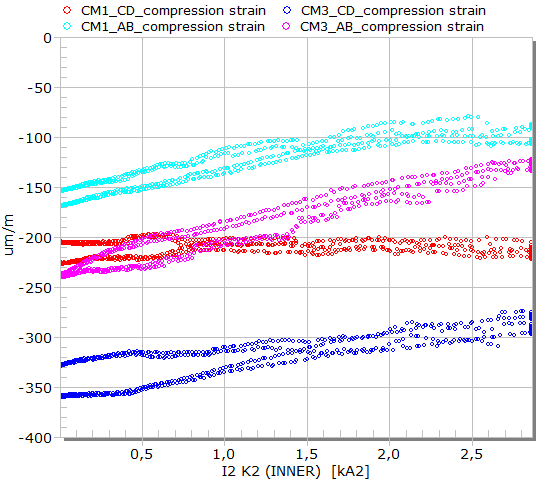 CM1_CD_compression strain CM3_CD_compression strain
CM1_AB_compression strain CM3_AB_compression strain
0
-50
-100
-150
-200
-250
-300
-350
-400
um/m
0,5 1,0 1,5 2,0 2,5
I2 K2 (INNER) [kA2]